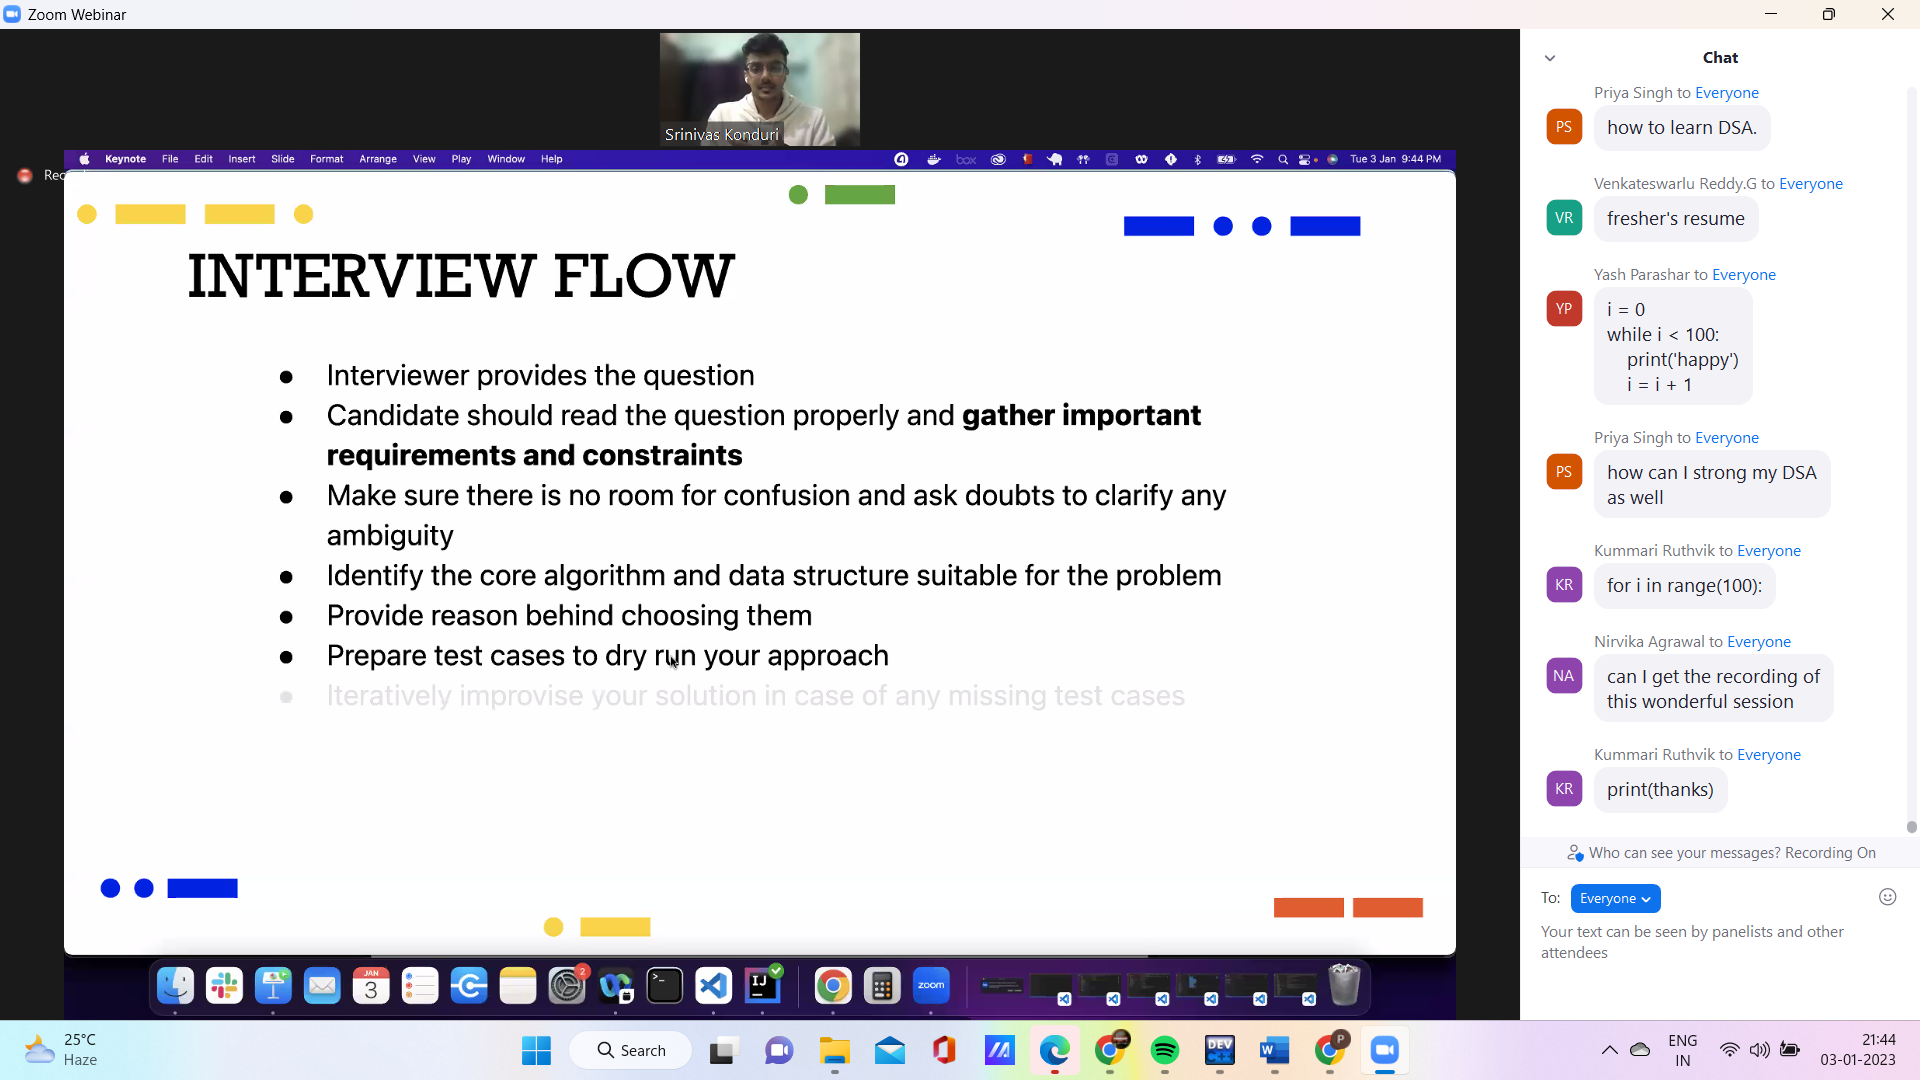 Zoom Webinar
Srinivas Konduri
Keynote File Edit Insert Slide Format Arrange View Play Window Help
box
Tue 3 Jan 9:44 PM
INTERVIEW FLOW
● Interviewer provides the question
● Candidate should read the question properly and gather important
requirements and constraints
● Make sure there is no room for confusion and ask doubts to clarify any
ambiguity
● Identify the core algorithm and data structure suitable for the problem
● Provide reason behind choosing them
● Prepare test cases to dry run your approach
● Iteratively improvise your solution in case of any missing test cases
JAN
3
2
IJ
zoom
Chat
Priya Singh to Everyone
PS
how to learn DSA.
Venkateswarlu Reddy.G to Everyone
VR
fresher's resume
Yash Parashar to Everyone
YP
i = 0
while i < 100:
print('happy')
i = i + 1
Priya Singh to Everyone
PS
how can I strong my DSA
as well
Kummari Ruthvik to Everyone
KR
for i in range(100):
Nirvika Agrawal to Everyone
NA
can I get the recording of
this wonderful session
Kummari Ruthvik to Everyone
KR
print(thanks)
Who can see your messages? Recording On
To: Everyone
Your text can be seen by panelists and other
attendees
25°C
Haze
Search
DEV
C++
W
P
ENG
IN
21:44
03-01-2023